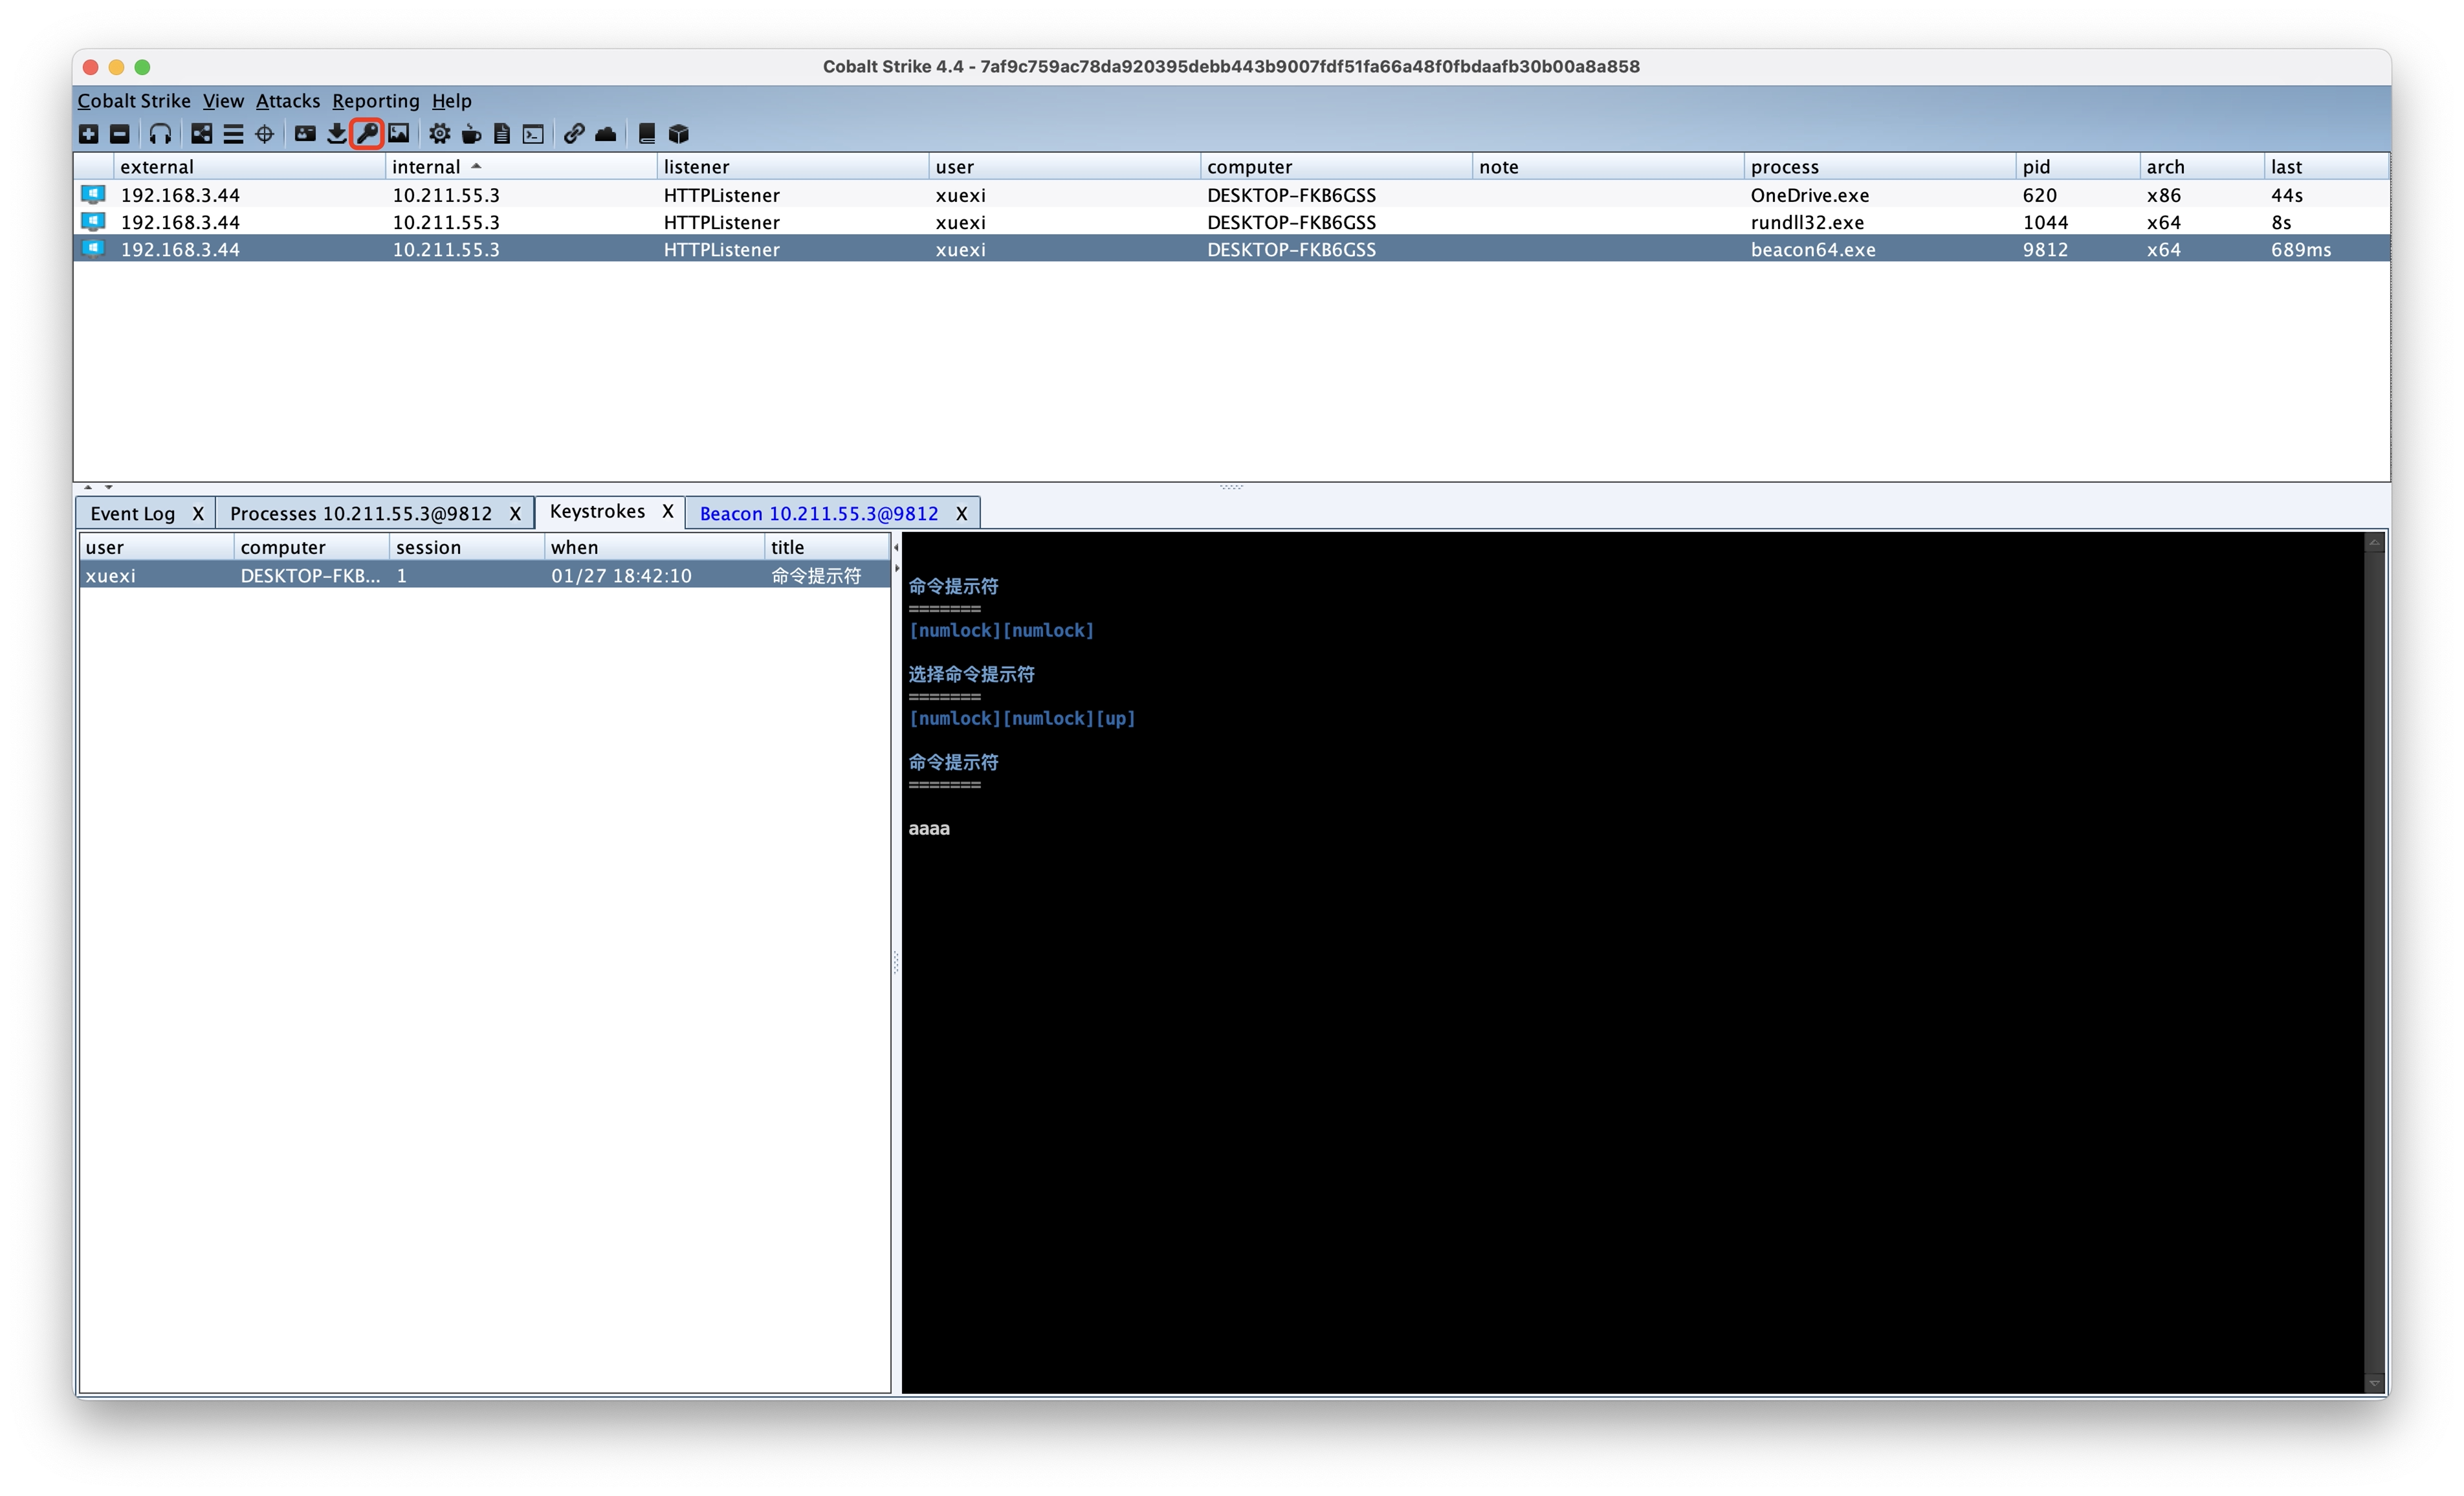 Cobalt Strike 4.4 - 7af9c759ac78da920395debb443b9007fdf51fa66a48f0fbdaafb30b00a8a858
Cobalt Strike View Attacks Reporting Help
external internal listener user computer note process pid arch last
192.168.3.44 10.211.55.3 HTTPListener xuexi DESKTOP-FKB6GSS OneDrive.exe 620 x86 44s
192.168.3.44 10.211.55.3 HTTPListener xuexi DESKTOP-FKB6GSS rundll32.exe 1044 x64 8s
192.168.3.44 10.211.55.3 HTTPListener xuexi DESKTOP-FKB6GSS beacon64.exe 9812 x64 689ms
Event Log X Processes 10.211.55.3@9812 X Keystrokes X Beacon 10.211.55.3@9812 X
user computer session when title
xuexi DESKTOP-FKB... 1 01/27 18:42:10 命令提示符
命令提示符
=======
[numlock][numlock]
选择命令提示符
=======
[numlock][numlock][up]
命令提示符
=======
aaaa